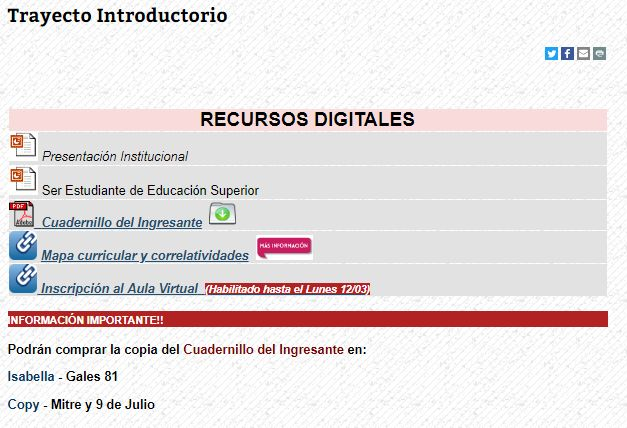 Trayecto Introductorio
RECURSOS DIGITALES
Presentación Institucional
Ser Estudiante de Educación Superior
PDF Cuadernillo del Ingresante
Mapa curricular y correlatividades MÁS INFORMACIÓN
Inscripción al Aula Virtual (Habilitado hasta el Lunes 12/03)
INFORMACIÓN IMPORTANTE!!
Podrán comprar la copia del Cuadernillo del Ingresante en:
Isabella - Gales 81
Copy - Mitre y 9 de Julio